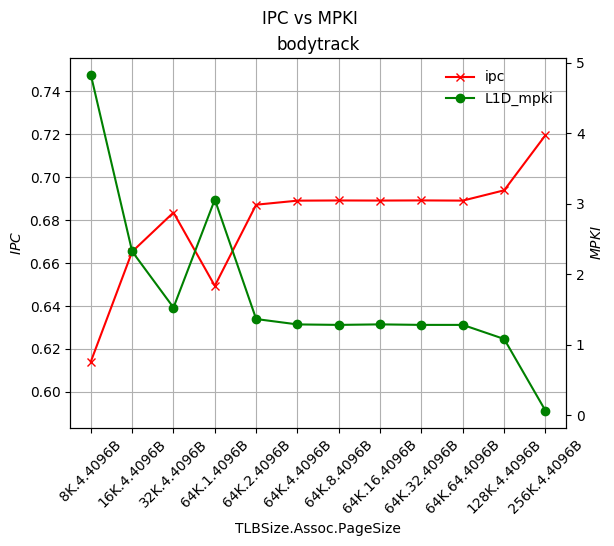 IPC vs MPKI
bodytrack
ipc
L1D_mpki
IPC
0.74
0.72
0.70
0.68
0.66
0.64
0.62
0.60
MPKI
5
4
3
2
1
0
8K.4.4096B
16K.4.4096B
32K.4.4096B
64K.1.4096B
64K.2.4096B
64K.4.4096B
64K.8.4096B
64K.16.4096B
64K.32.4096B
64K.64.4096B
128K.4.4096B
256K.4.4096B
TLBSize.Assoc.PageSize